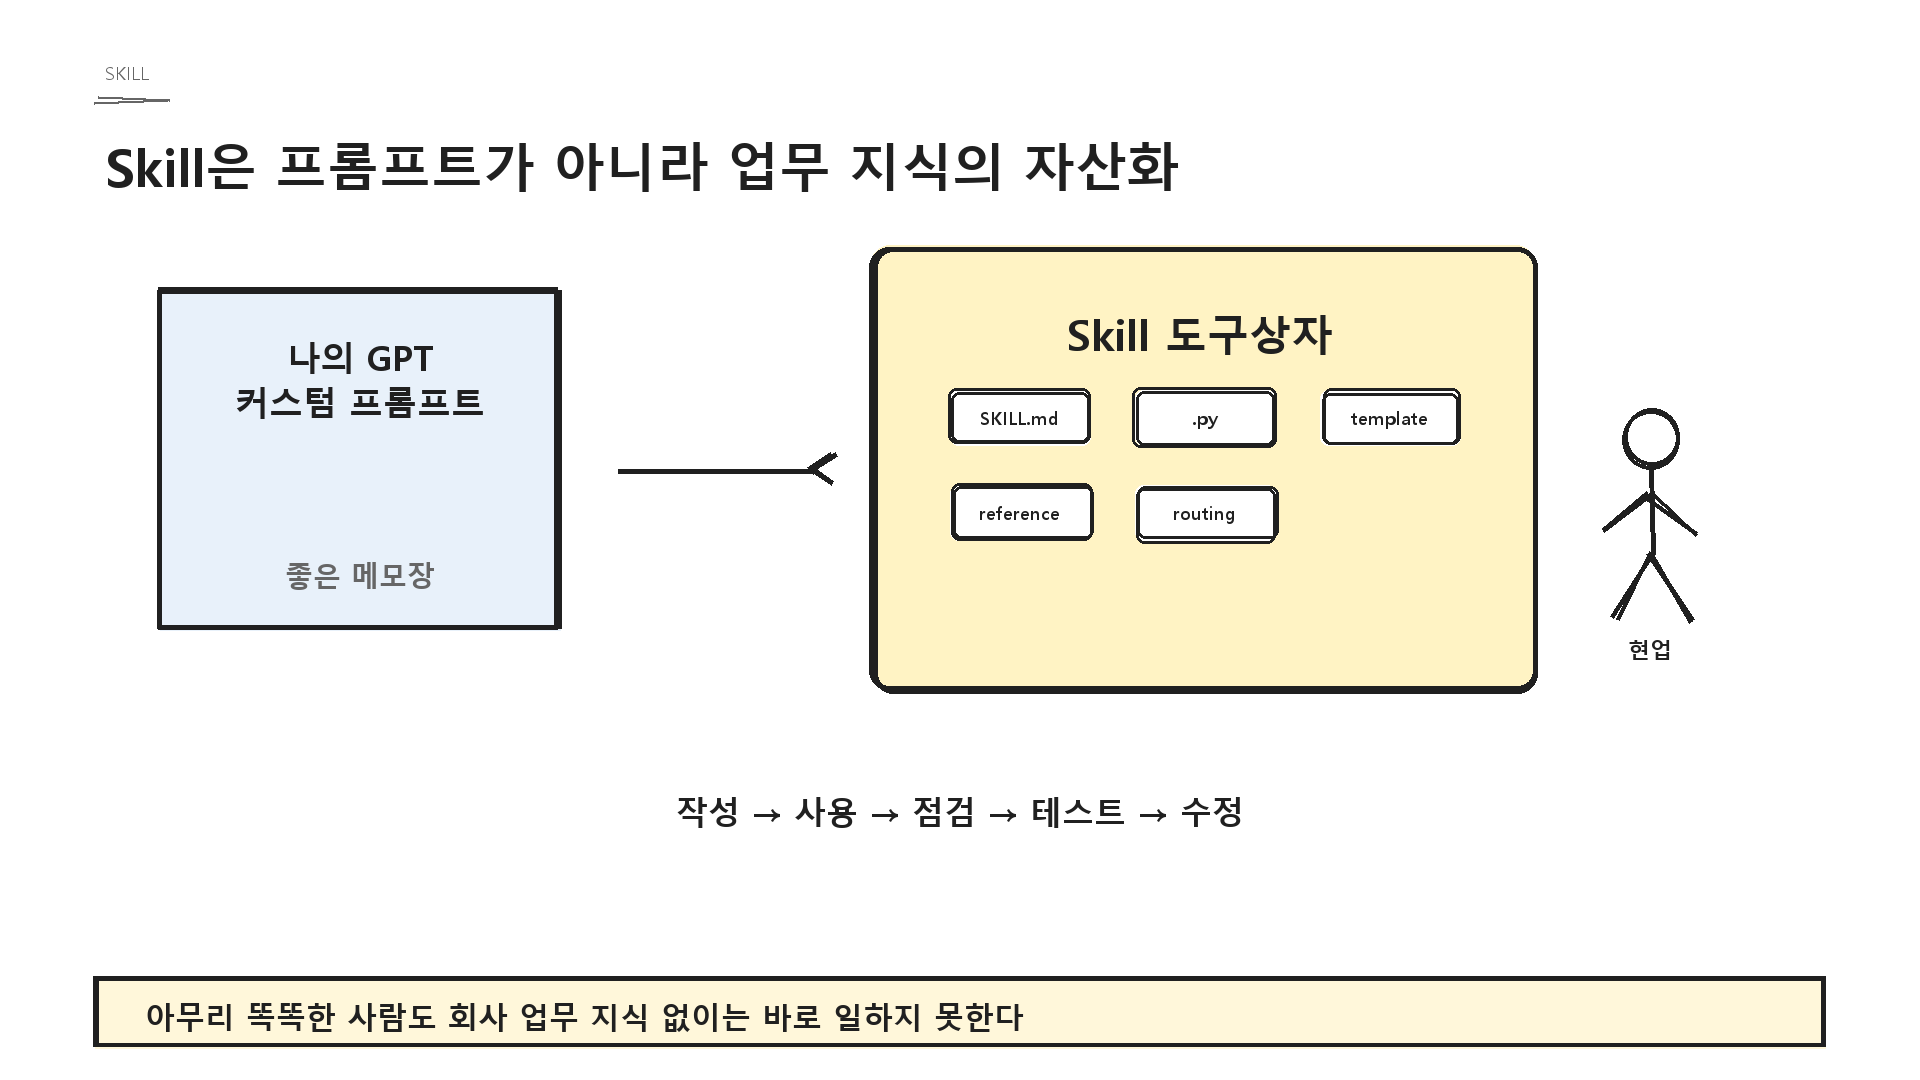 SKILL
Skill은 프롬프트가 아니라 업무 지식의 자산화
나의 GPT
커스텀 프롬프트
좋은 메모장
Skill 도구상자
SKILL.md
.py
template
reference
routing
현업
작성 → 사용 → 점검 → 테스트 → 수정
아무리 똑똑한 사람도 회사 업무 지식 없이는 바로 일하지 못한다